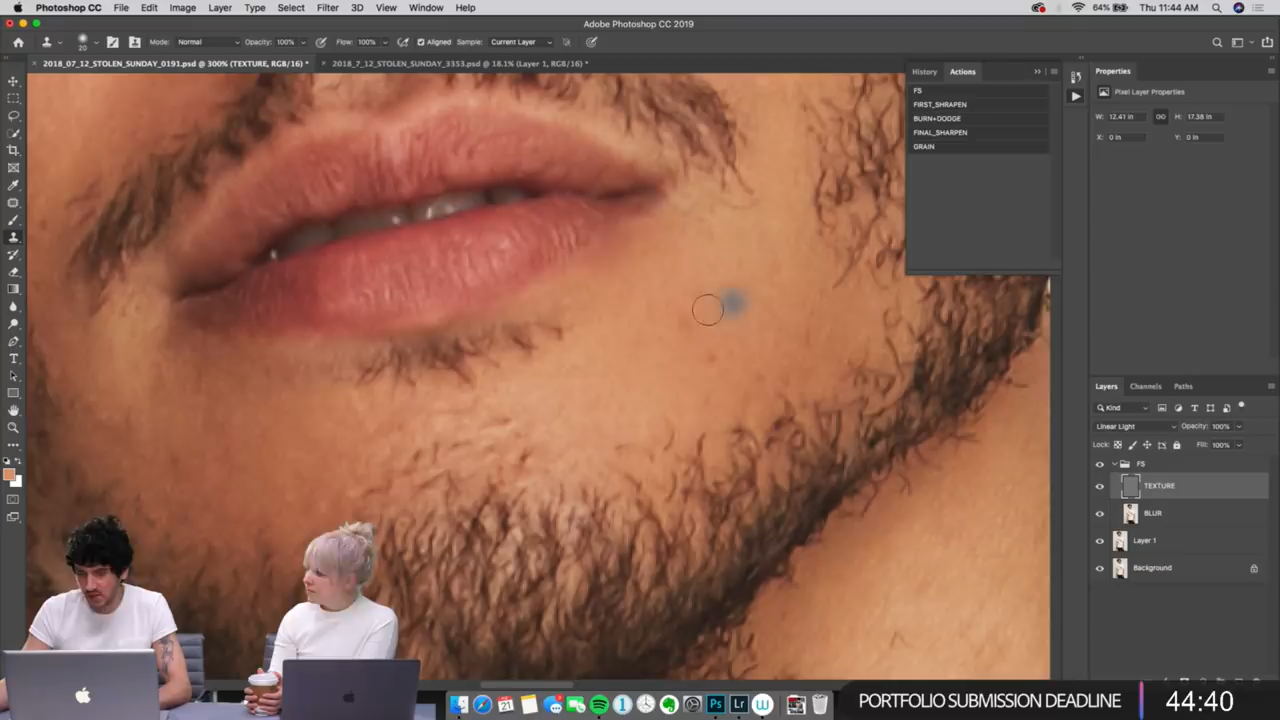 Photoshop CC File Edit Image Layer Type Select Filter 3D View Window Help 64% Thu 11:44 AM
Adobe Photoshop CC 2019
20 Mode: Normal Opacity: 100% Flow: 100% Aligned Sample: Current Layer
2018_07_12_STOLEN_SUNDAY_0191.psd @ 300% (TEXTURE, RGB/16) * 2018_7_12_STOLEN_SUNDAY_3353.psd @ 18.1% (Layer 1, RGB/16) *
History Actions
FS
FIRST_SHRAPEN
BURN+DODGE
FINAL_SHARPEN
GRAIN
Properties
Pixel Layer Properties
W: 12.41 in H: 17.38 in
X: 0 in Y: 0 in
Layers Channels Paths
Kind
Linear Light Opacity: 100%
Lock: Fill: 100%
FS
TEXTURE
BLUR
Layer 1
Background
PORTFOLIO SUBMISSION DEADLINE 44:40